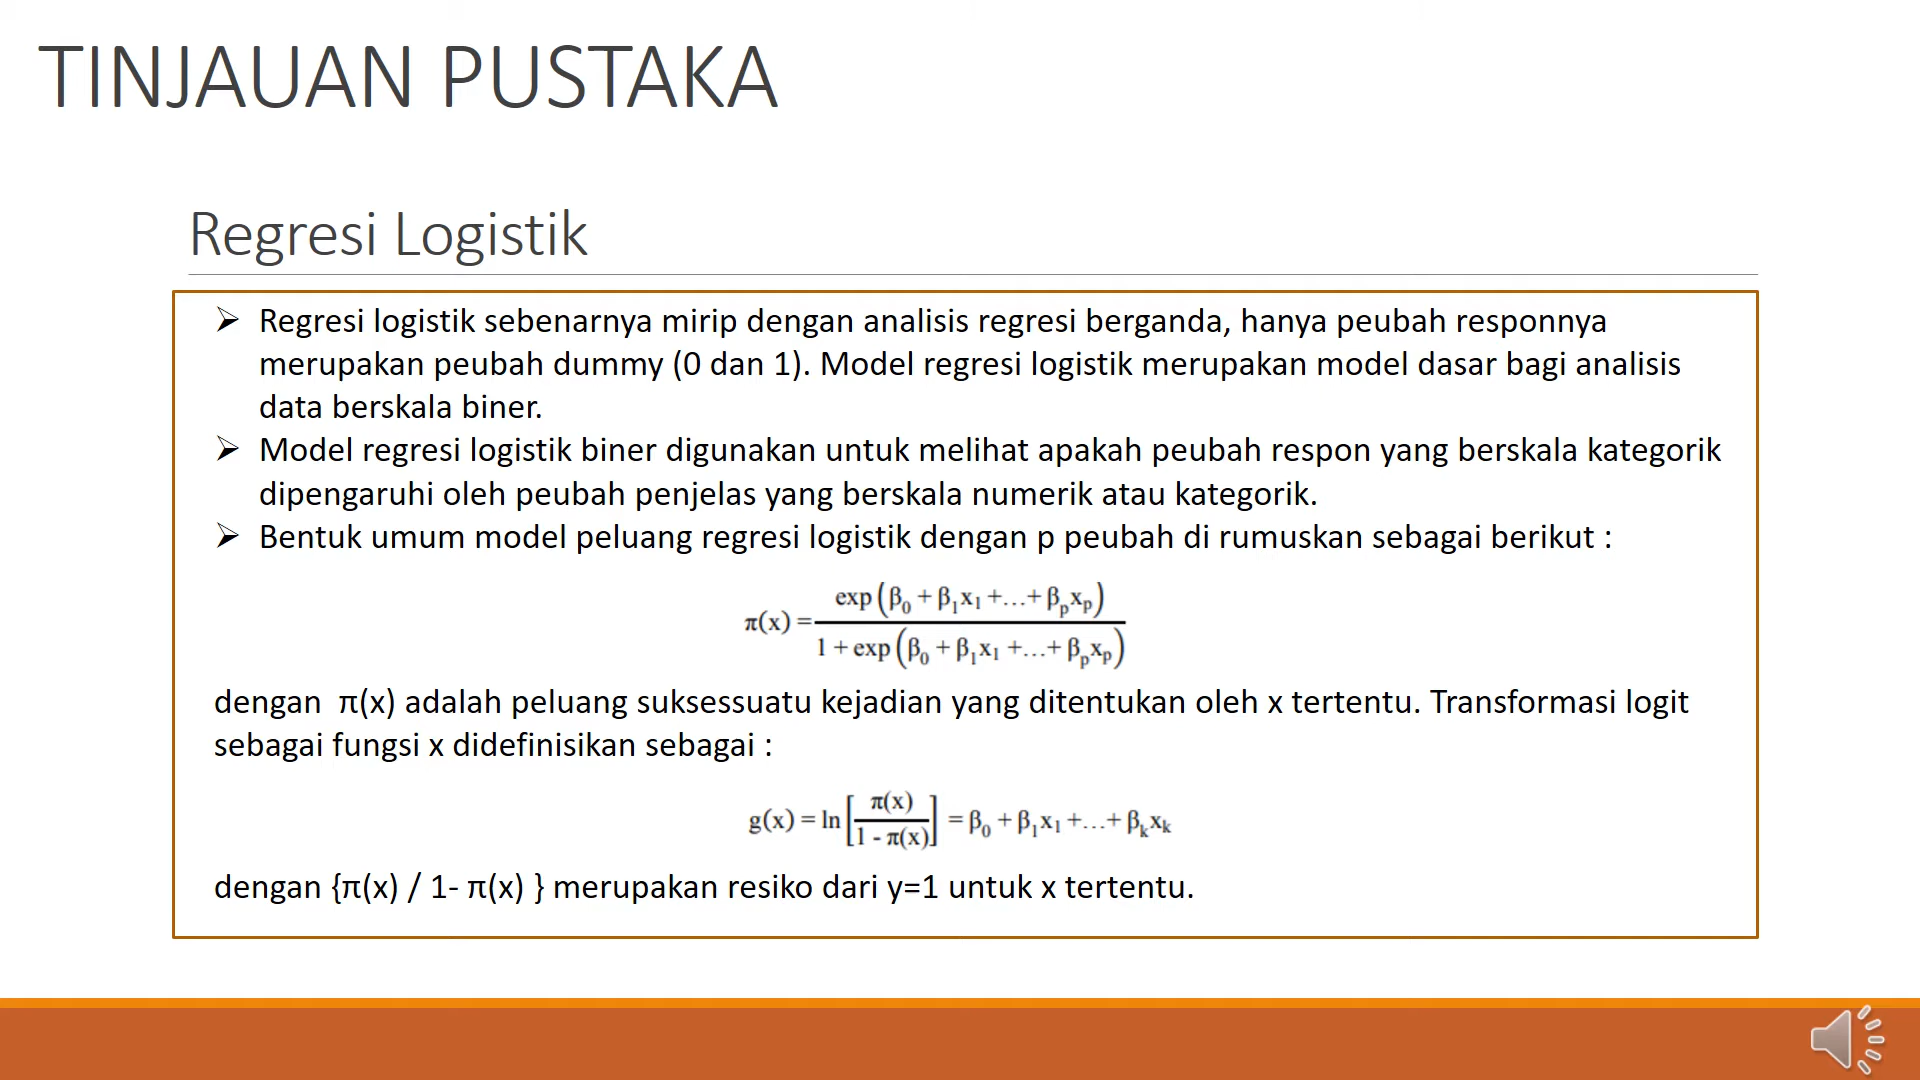 TINJAUAN PUSTAKA
Regresi Logistik
➢ Regresi logistik sebenarnya mirip dengan analisis regresi berganda, hanya peubah responnya
merupakan peubah dummy (0 dan 1). Model regresi logistik merupakan model dasar bagi analisis
data berskala biner.
➢ Model regresi logistik biner digunakan untuk melihat apakah peubah respon yang berskala kategorik
dipengaruhi oleh peubah penjelas yang berskala numerik atau kategorik.
➢ Bentuk umum model peluang regresi logistik dengan p peubah di rumuskan sebagai berikut :
π(x) = exp(β₀ + β₁x₁ +...+ βₚxₚ) / 1 + exp(β₀ + β₁x₁ +...+ βₚxₚ)
dengan π(x) adalah peluang suksessuatu kejadian yang ditentukan oleh x tertentu. Transformasi logit
sebagai fungsi x didefinisikan sebagai :
g(x) = ln[π(x) / 1 - π(x)] = β₀ + β₁x₁ +...+ βₖxₖ
dengan {π(x) / 1- π(x) } merupakan resiko dari y=1 untuk x tertentu.